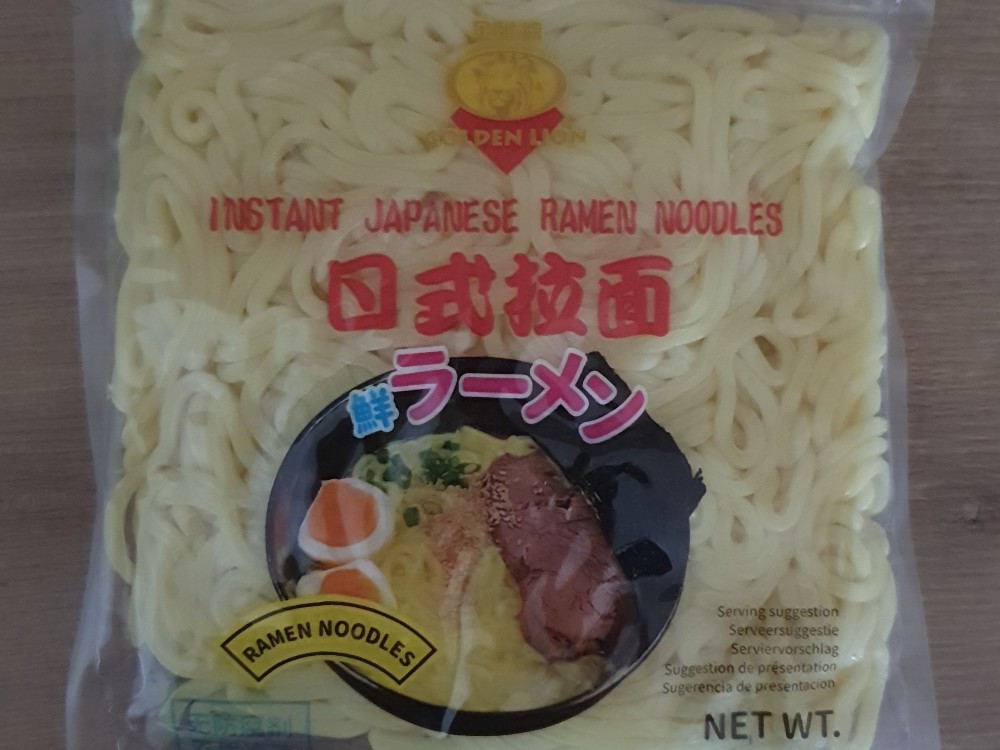 GOLDEN LION
INSTANT JAPANESE RAMEN NOODLES
日式拉面
鮮ラーメン
RAMEN NOODLES
Serving suggestion
Serveersuggestie
Serviervorschlag
Suggestion de présentation
Sugerencia de presentacion
NET WT.